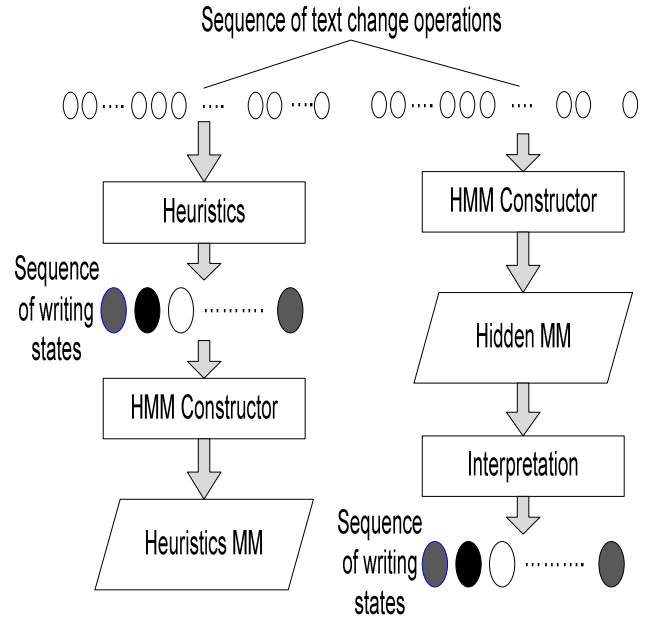 Sequence of text change operations
Heuristics
Sequence
of writing
states
HMM Constructor
Heuristics MM
HMM Constructor
Hidden MM
Interpretation
Sequence
of writing
states